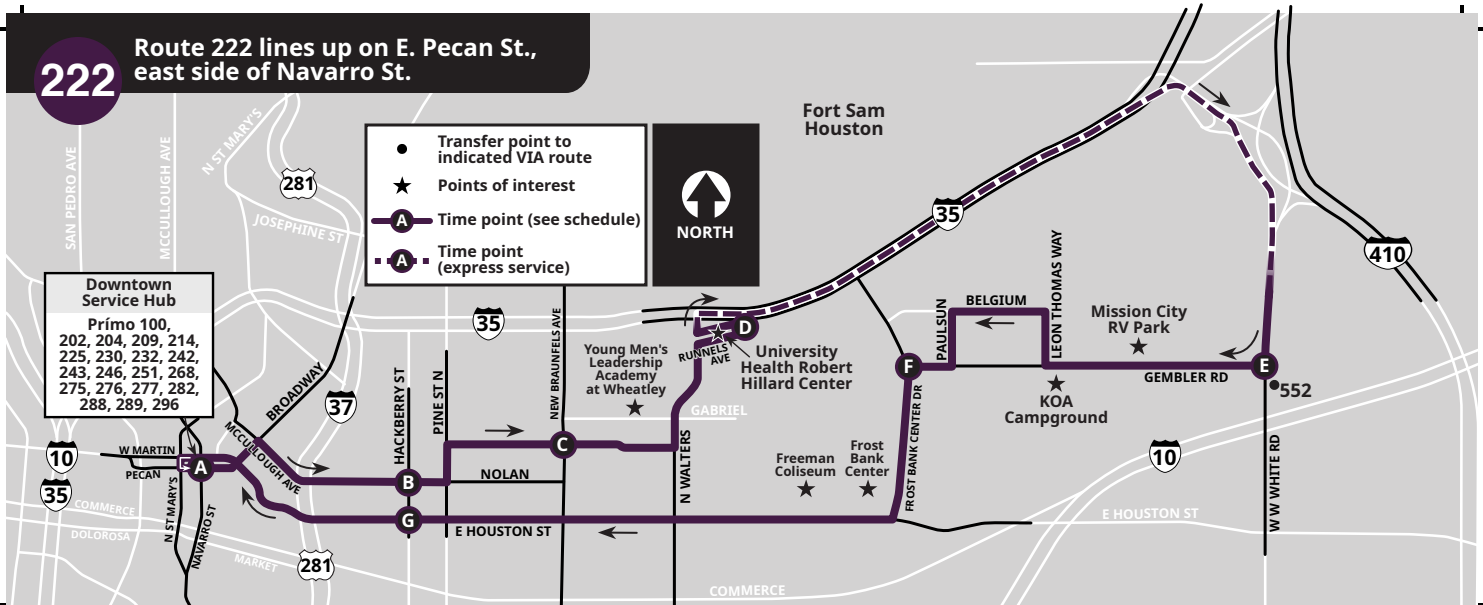 222
Route 222 lines up on E. Pecan St.,
east side of Navarro St.
Transfer point to
indicated VIA route
Points of interest
A
Time point (see schedule)
A
Time point
(express service)
NORTH
Fort Sam
Houston
SAN PEDRO AVE
MCCULLOUGH AVE
N ST MARY'S
281
JOSEPHINE ST
35
410
Downtown
Service Hub
Prímo 100,
202, 204, 209, 214,
225, 230, 232, 242,
243, 246, 251, 268,
275, 276, 277, 282,
288, 289, 296
35
BROADWAY
37
MCCULLOUGH AVE
HACKBERRY ST
PINE ST N
NEW BRAUNFELS AVE
Young Men's
Leadership
Academy
at Wheatley
D
RUNNELS
AVE
University
Health Robert
Hillard Center
GABRIEL
N WALTERS
PAULSUN
BELGIUM
LEON THOMAS WAY
Mission City
RV Park
F
E
GEMBLER RD
552
KOA
Campground
10
35
W MARTIN
PECAN
A
N ST MARY'S
NAVARRO ST
COMMERCE
DOLOROSA
MARKET
281
B
NOLAN
C
G
E HOUSTON ST
Freeman
Coliseum
Frost
Bank
Center
FROST BANK CENTER DR
10
E HOUSTON ST
W W WHITE RD
COMMERCE